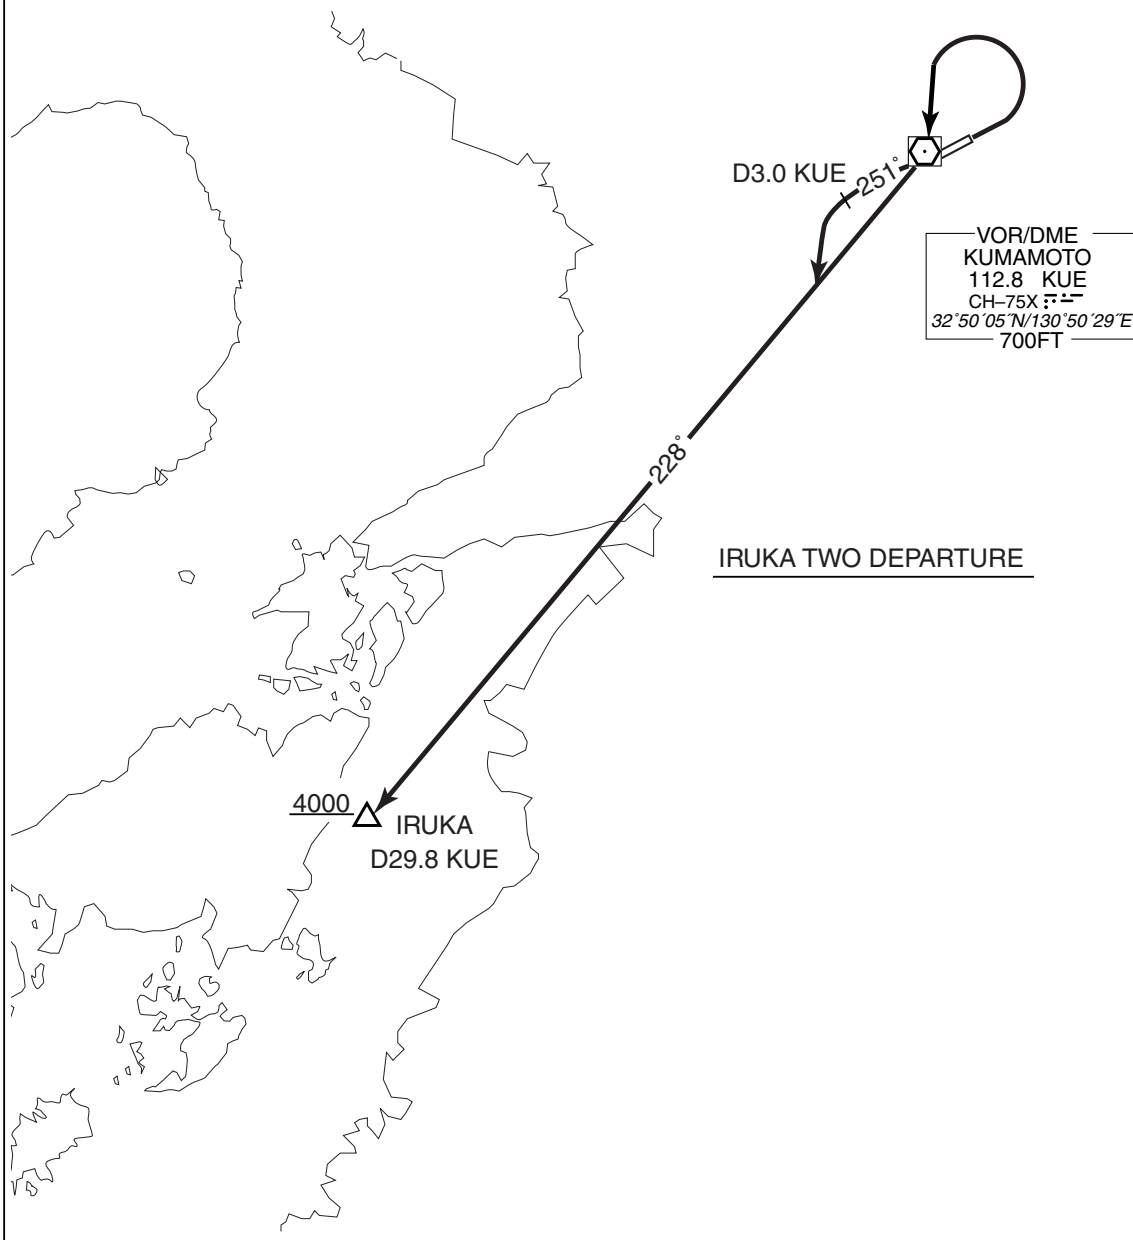 D3.0 KUE
251°
VOR/DME
KUMAMOTO
112.8 KUE
CH–75X
32°50´05˝N/130°50´29˝E
700FT
228°
IRUKA TWO DEPARTURE
4000
IRUKA
D29.8 KUE